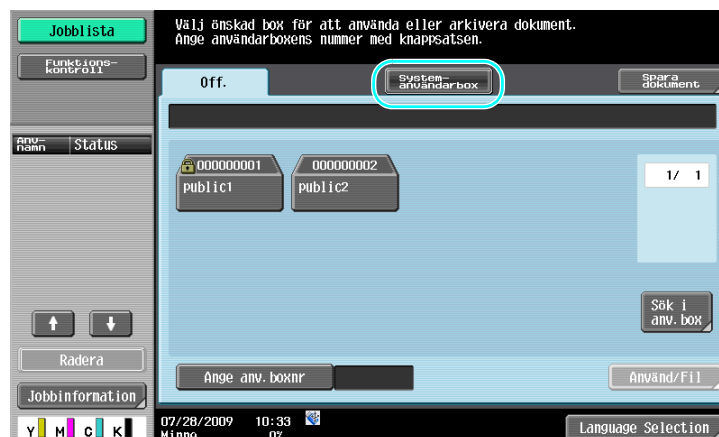 Jobblista
Välj önskad box för att använda eller arkivera dokument.
Ange användarboxens nummer med knappsatsen.
Funktions-
kontroll
Off.
System-
användarbox
Spara
dokument
Anv-
namn
Status
000000001
public1
000000002
public2
1/ 1
Sök i
anv.box
Radera
Ange anv.boxnr
Använd/Fil
Jobbinformation
07/28/2009 10:33
Minne 0%
Language Selection
Y M C K